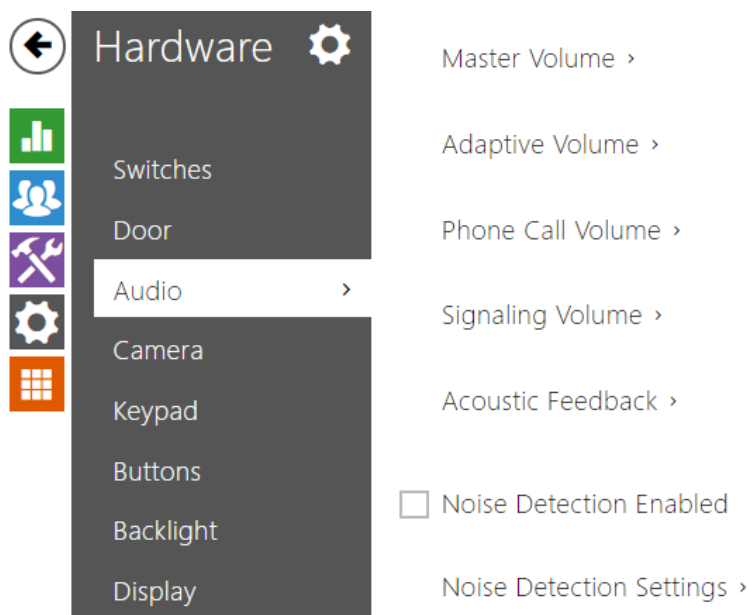 Hardware
Switches
Door
Audio ›
Camera
Keypad
Buttons
Backlight
Display
Master Volume ›
Adaptive Volume ›
Phone Call Volume ›
Signaling Volume ›
Acoustic Feedback ›
Noise Detection Enabled
Noise Detection Settings ›